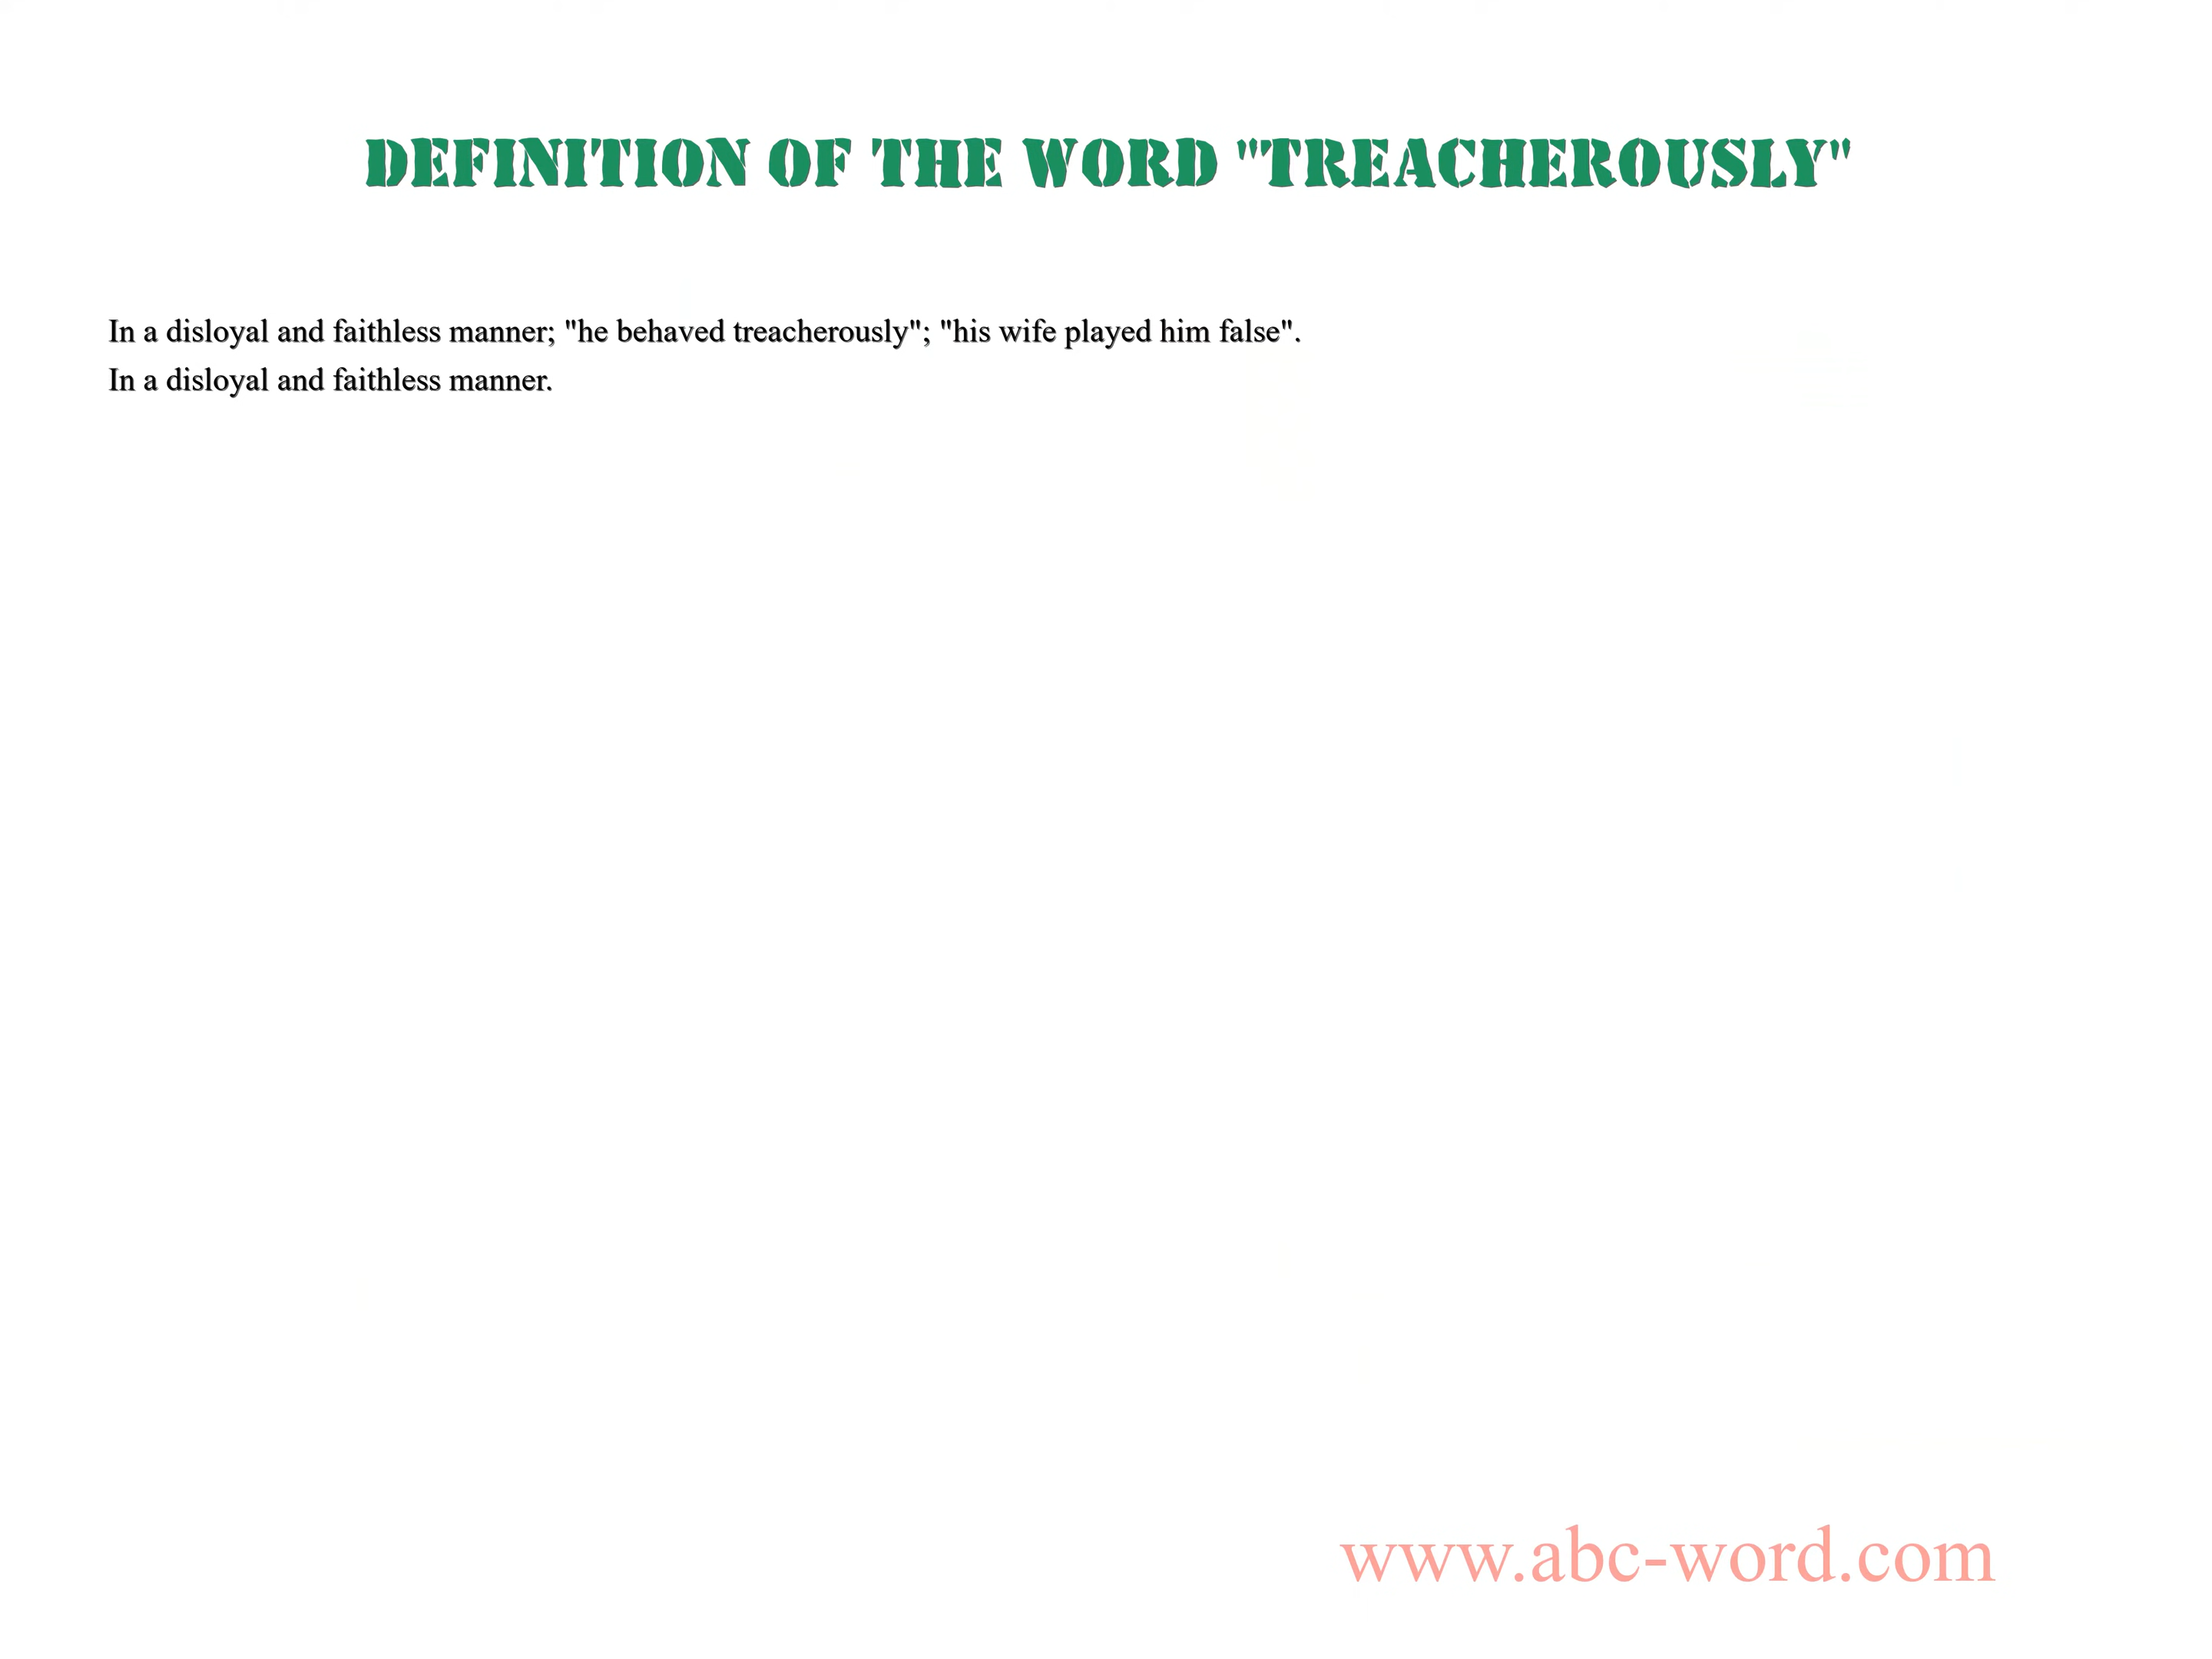 DEFINITION OF THE WORD "TREACHEROUSLY"
In a disloyal and faithless manner; "he behaved treacherously"; "his wife played him false".
In a disloyal and faithless manner.
www.abc-word.com